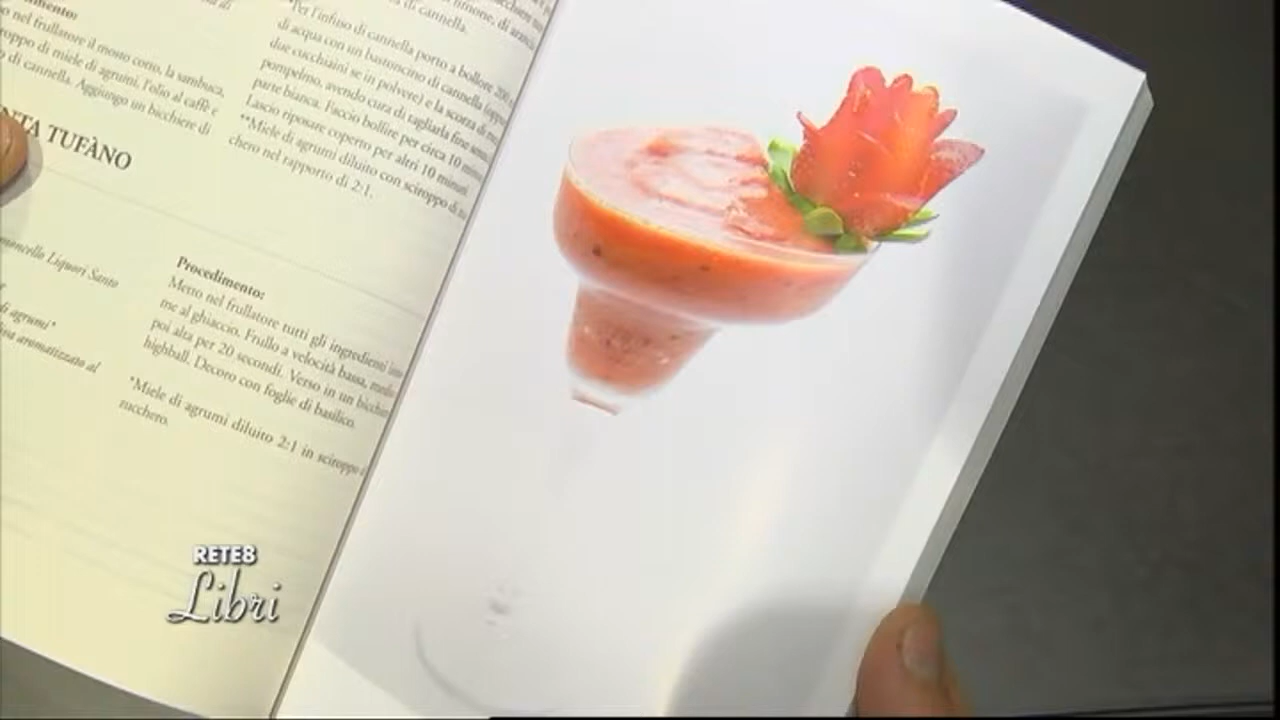 nel frullatore il mosto cotto, la sambuca,
di miele di agrumi, l'olio al caffè e
di cannella. Aggiungo un bicchiere di
TUFÀNO
Liquori Santo
di agrumi*
aromatizzato al
limone, di
*Per l'infuso di cannella porto a bollore
di acqua con un bastoncino di cannella
due cucchiaini se in polvere) e la scorza di
pompelmo, avendo cura di tagliarla fine
parte bianca. Faccio bollire per circa 10
Lascio riposare coperto per altri 10 minuti
**Miele di agrumi diluito con sciroppo di
chero nel rapporto di 2:1.
Procedimento:
Metto nel frullatore tutti gli ingredienti
me al ghiaccio. Frullo a velocità bassa,
poi alta per 20 secondi. Verso in un
highball. Decoro con foglie di basilico.
*Miele di agrumi diluito 2:1 in sciroppo
zucchero.
RETE8
Libri